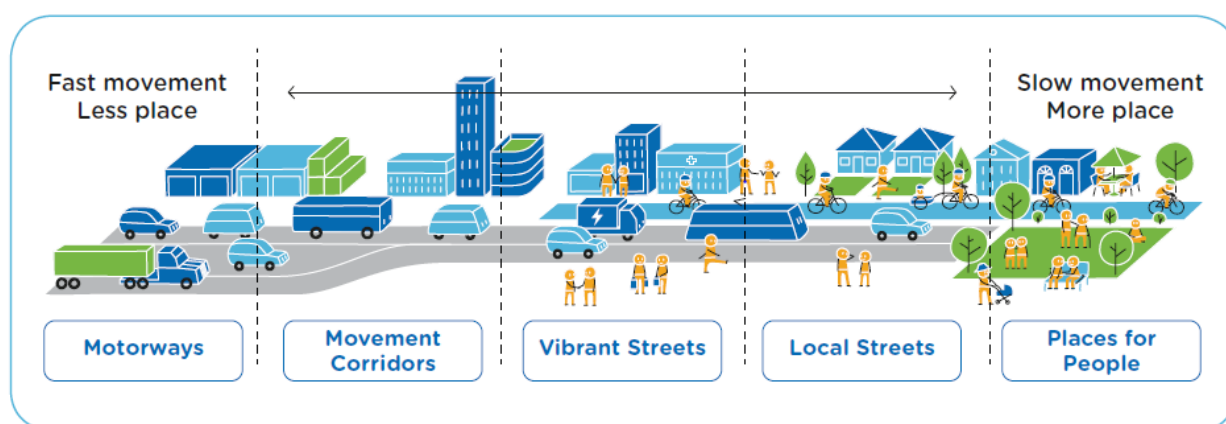 Fast movement
Less place
Slow movement
More place
Motorways
Movement
Corridors
Vibrant Streets
Local Streets
Places for
People